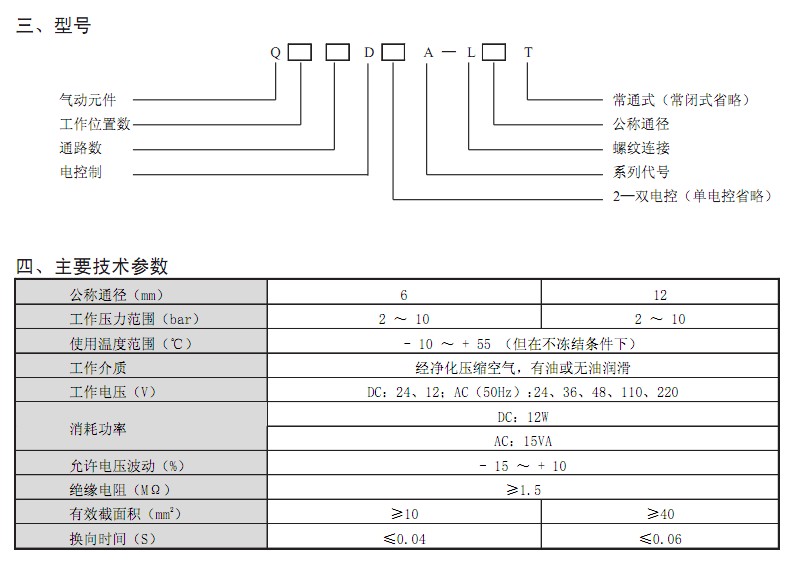 三、型号
Q□□D□A—L□T
气动元件 常通式（常闭式省略）
工作位置数 公称通径
通路数 螺纹连接
电控制 系列代号
2—双电控（单电控省略）
四、主要技术参数
公称通径（mm） 6 12
工作压力范围（bar） 2 ～ 10 2 ～ 10
使用温度范围（℃） － 10 ～ + 55 （但在不冻结条件下）
工作介质 经净化压缩空气，有油或无油润滑
工作电压（V） DC: 24、12; AC（50Hz）:24、36、48、110、220
消耗功率 DC: 12W
AC: 15VA
允许电压波动（%） － 15 ～ + 10
绝缘电阻（MΩ） ≥1.5
有效截面积（mm²） ≥10 ≥40
换向时间（S） ≤0.04 ≤0.06